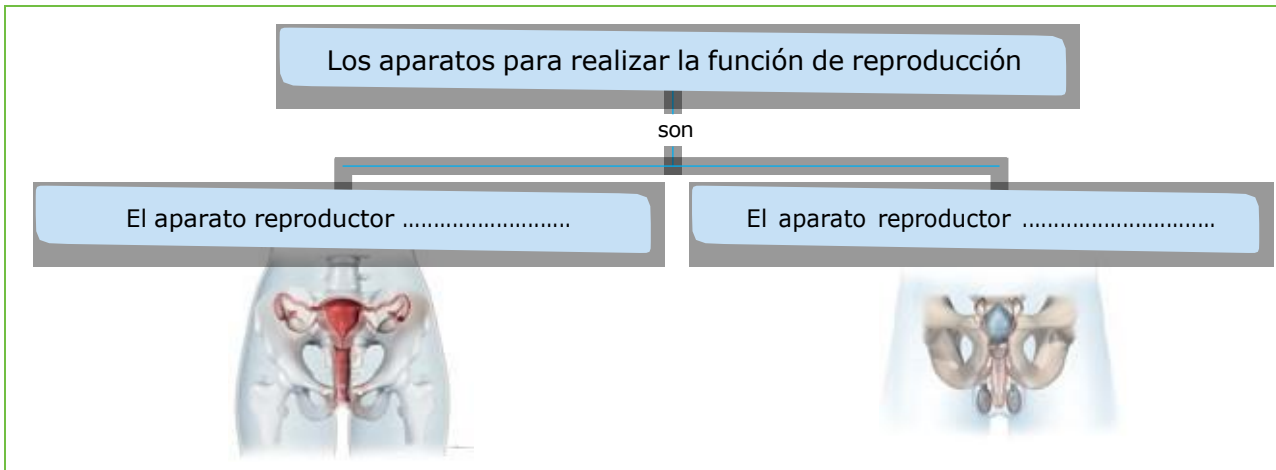 Los aparatos para realizar la función de reproducción
son
El aparato reproductor ...........................
El aparato reproductor ...............................